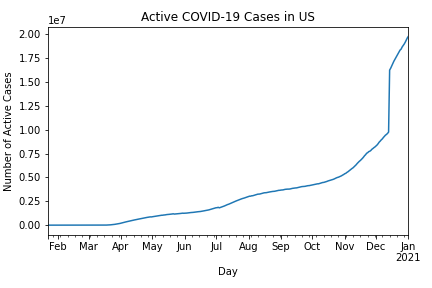 Active COVID-19 Cases in US
1e7
2.00
1.75
1.50
1.25
1.00
0.75
0.50
0.25
0.00
Number of Active Cases
Feb Mar Apr May Jun Jul Aug Sep Oct Nov Dec Jan
2021
Day